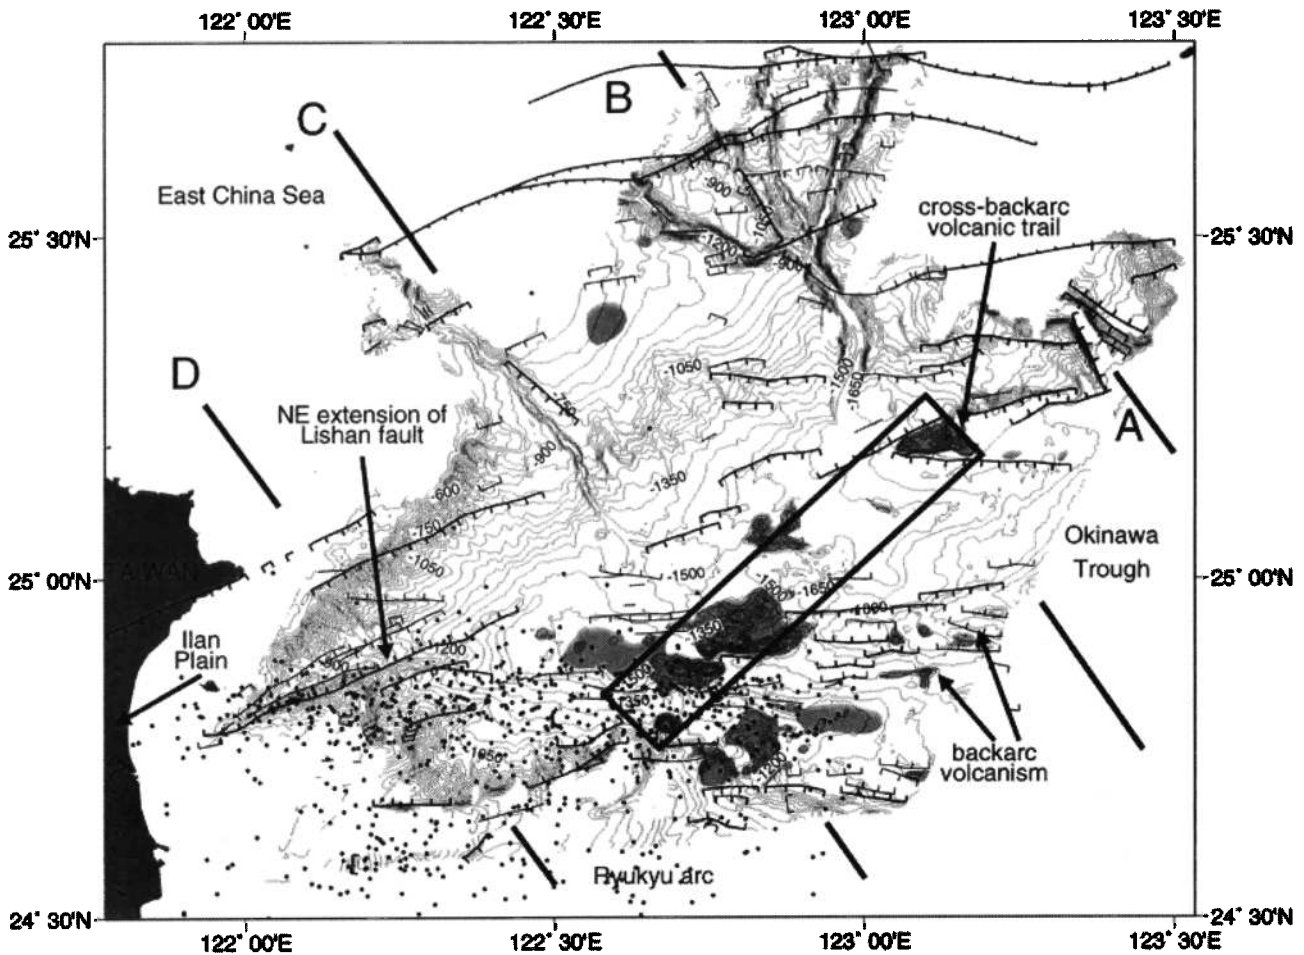 122° 00'E
122° 30'E
123° 00'E
123° 30'E
B
C
East China Sea
-900
-1050
cross-backarc
volcanic trail
25° 30'N
25° 30'N
-1200
-900
D
-1050
-1500
-1650
-750
NE extension of
Lishan fault
A
-900
-600
-1350
-750
Okinawa
Trough
TAIWAN
-1050
-1500
25° 00'N
25° 00'N
-1500
-1650
-1350
Ilan
Plain
-1200
-900
1050
-1200
backarc
volcanism
Ryukyu arc
24° 30'N
24° 30'N
122° 00'E
122° 30'E
123° 00'E
123° 30'E